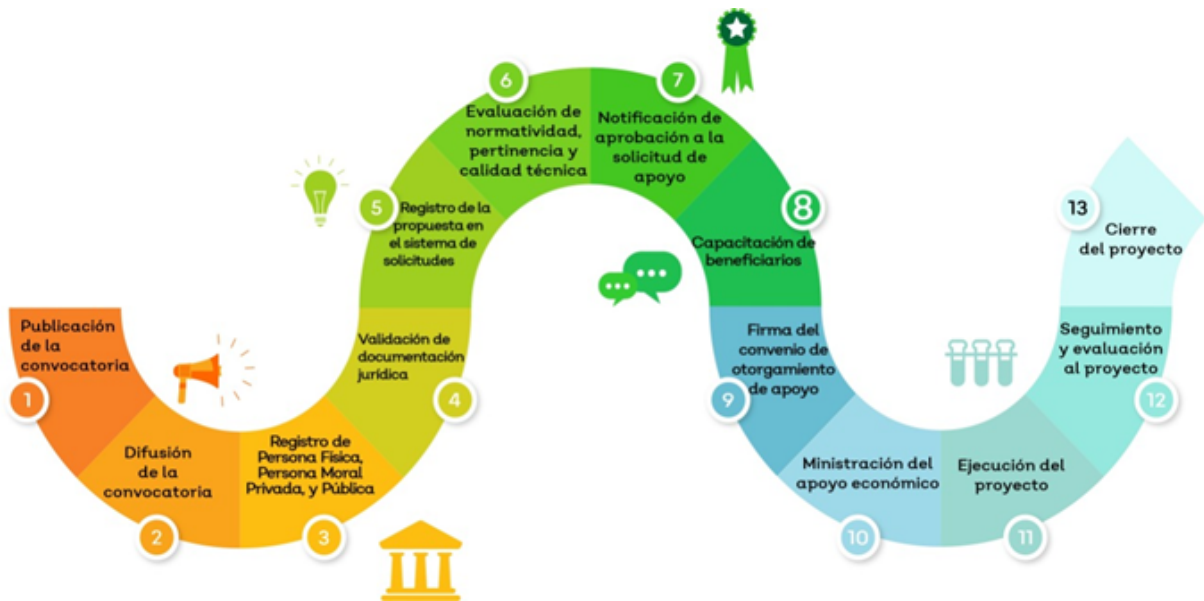 1
Publicación
de la
convocatoria
2
Difusión
de la
convocatoria
3
Registro de
Persona Física,
Persona Moral
Privada, y Pública
4
Validación de
documentación
jurídica
5
Registro de la
propuesta en
el sistema de
solicitudes
6
Evaluación de
normatividad,
pertinencia y
calidad técnica
7
Notificación de
aprobación a la
solicitud de
apoyo
8
Capacitación de
beneficiarios
9
Firma del
convenio de
otorgamiento
de apoyo
10
Ministración del
apoyo económico
11
Ejecución del
proyecto
12
Seguimiento
y evaluación
al proyecto
13
Cierre
del proyecto